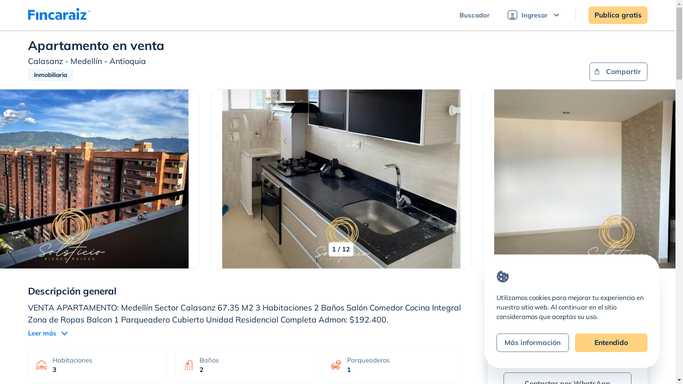 Fincaraiz
Buscador
Ingresar
Publica gratis
Apartamento en venta
Calasanz - Medellín - Antioquia
Inmobiliaria
Compartir
Solsticio
BIENES RAICES
1 / 12
Solsticio
Descripción general
VENTA APARTAMENTO: Medellín Sector Calasanz 67.35 M2 3 Habitaciones 2 Baños Salón Comedor Cocina Integral
Zona de Ropas Balcon 1 Parqueadero Cubierto Unidad Residencial Completa Admon: $192.400.
Leer más
Habitaciones
3
Baños
2
Parqueaderos
1
Utilizamos cookies para mejorar tu experiencia en
nuestro sitio web. Al continuar en el sitio
consideramos que aceptas su uso.
Más información
Entendido
Contactar por WhatsApp